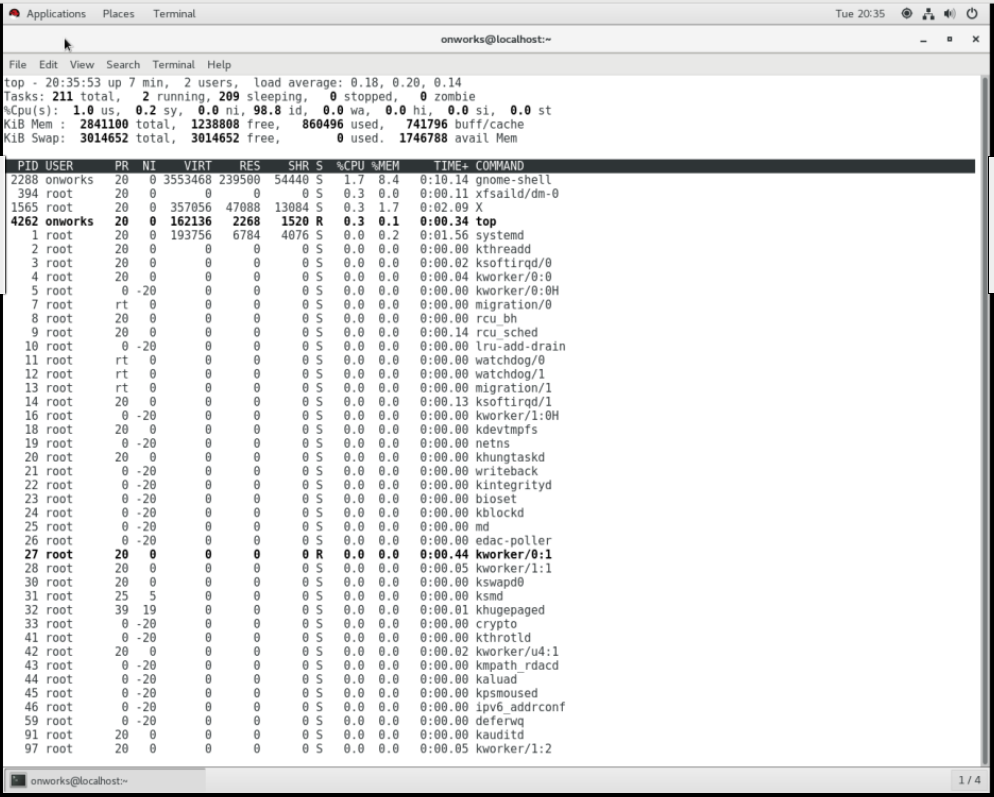 Applications Places Terminal Tue 20:35
onworks@localhost:~
File Edit View Search Terminal Help
top - 20:35:53 up 7 min,  2 users,  load average: 0.18, 0.20, 0.14
Tasks: 211 total,   2 running, 209 sleeping,   0 stopped,   0 zombie
%Cpu(s):  1.0 us,  0.2 sy,  0.0 ni, 98.8 id,  0.0 wa,  0.0 hi,  0.0 si,  0.0 st
KiB Mem :  2841100 total,  1238808 free,   860496 used,   741796 buff/cache
KiB Swap:  3014652 total,  3014652 free,        0 used.  1746788 avail Mem
PID USER PR NI VIRT RES SHR S %CPU %MEM TIME+ COMMAND
2288 onworks 20 0 3553468 239500 54440 S 1.7 8.4 0:10.14 gnome-shell
394 root 20 0 0 0 0 S 0.3 0.0 0:00.11 xfsaild/dm-0
1565 root 20 0 357056 47088 13084 S 0.3 1.7 0:02.09 X
4262 onworks 20 0 162136 2268 1520 R 0.3 0.1 0:00.34 top
1 root 20 0 193756 6784 4076 S 0.0 0.2 0:01.56 systemd
2 root 20 0 0 0 0 S 0.0 0.0 0:00.00 kthreadd
3 root 20 0 0 0 0 S 0.0 0.0 0:00.02 ksoftirqd/0
4 root 20 0 0 0 0 S 0.0 0.0 0:00.04 kworker/0:0
5 root 0 -20 0 0 0 S 0.0 0.0 0:00.00 kworker/0:0H
7 root rt 0 0 0 0 S 0.0 0.0 0:00.00 migration/0
8 root 20 0 0 0 0 S 0.0 0.0 0:00.00 rcu_bh
9 root 20 0 0 0 0 S 0.0 0.0 0:00.14 rcu_sched
10 root 0 -20 0 0 0 S 0.0 0.0 0:00.00 lru-add-drain
11 root rt 0 0 0 0 S 0.0 0.0 0:00.00 watchdog/0
12 root rt 0 0 0 0 S 0.0 0.0 0:00.00 watchdog/1
13 root rt 0 0 0 0 S 0.0 0.0 0:00.00 migration/1
14 root 20 0 0 0 0 S 0.0 0.0 0:00.13 ksoftirqd/1
16 root 0 -20 0 0 0 S 0.0 0.0 0:00.00 kworker/1:0H
18 root 20 0 0 0 0 S 0.0 0.0 0:00.00 kdevtmpfs
19 root 0 -20 0 0 0 S 0.0 0.0 0:00.00 netns
20 root 20 0 0 0 0 S 0.0 0.0 0:00.00 khungtaskd
21 root 0 -20 0 0 0 S 0.0 0.0 0:00.00 writeback
22 root 0 -20 0 0 0 S 0.0 0.0 0:00.00 kintegrityd
23 root 0 -20 0 0 0 S 0.0 0.0 0:00.00 bioset
24 root 0 -20 0 0 0 S 0.0 0.0 0:00.00 kblockd
25 root 0 -20 0 0 0 S 0.0 0.0 0:00.00 md
26 root 0 -20 0 0 0 S 0.0 0.0 0:00.00 edac-poller
27 root 20 0 0 0 0 R 0.0 0.0 0:00.44 kworker/0:1
28 root 20 0 0 0 0 S 0.0 0.0 0:00.05 kworker/1:1
30 root 20 0 0 0 0 S 0.0 0.0 0:00.00 kswapd0
31 root 25 5 0 0 0 S 0.0 0.0 0:00.00 ksmd
32 root 39 19 0 0 0 S 0.0 0.0 0:00.01 khugepaged
33 root 0 -20 0 0 0 S 0.0 0.0 0:00.00 crypto
41 root 0 -20 0 0 0 S 0.0 0.0 0:00.00 kthrotld
42 root 20 0 0 0 0 S 0.0 0.0 0:00.02 kworker/u4:1
43 root 0 -20 0 0 0 S 0.0 0.0 0:00.00 kmpath_rdacd
44 root 0 -20 0 0 0 S 0.0 0.0 0:00.00 kaluad
45 root 0 -20 0 0 0 S 0.0 0.0 0:00.00 kpsmoused
46 root 0 -20 0 0 0 S 0.0 0.0 0:00.00 ipv6_addrconf
59 root 0 -20 0 0 0 S 0.0 0.0 0:00.00 deferwq
91 root 20 0 0 0 0 S 0.0 0.0 0:00.00 kauditd
97 root 20 0 0 0 0 S 0.0 0.0 0:00.05 kworker/1:2
onworks@localhost:~ 1 / 4